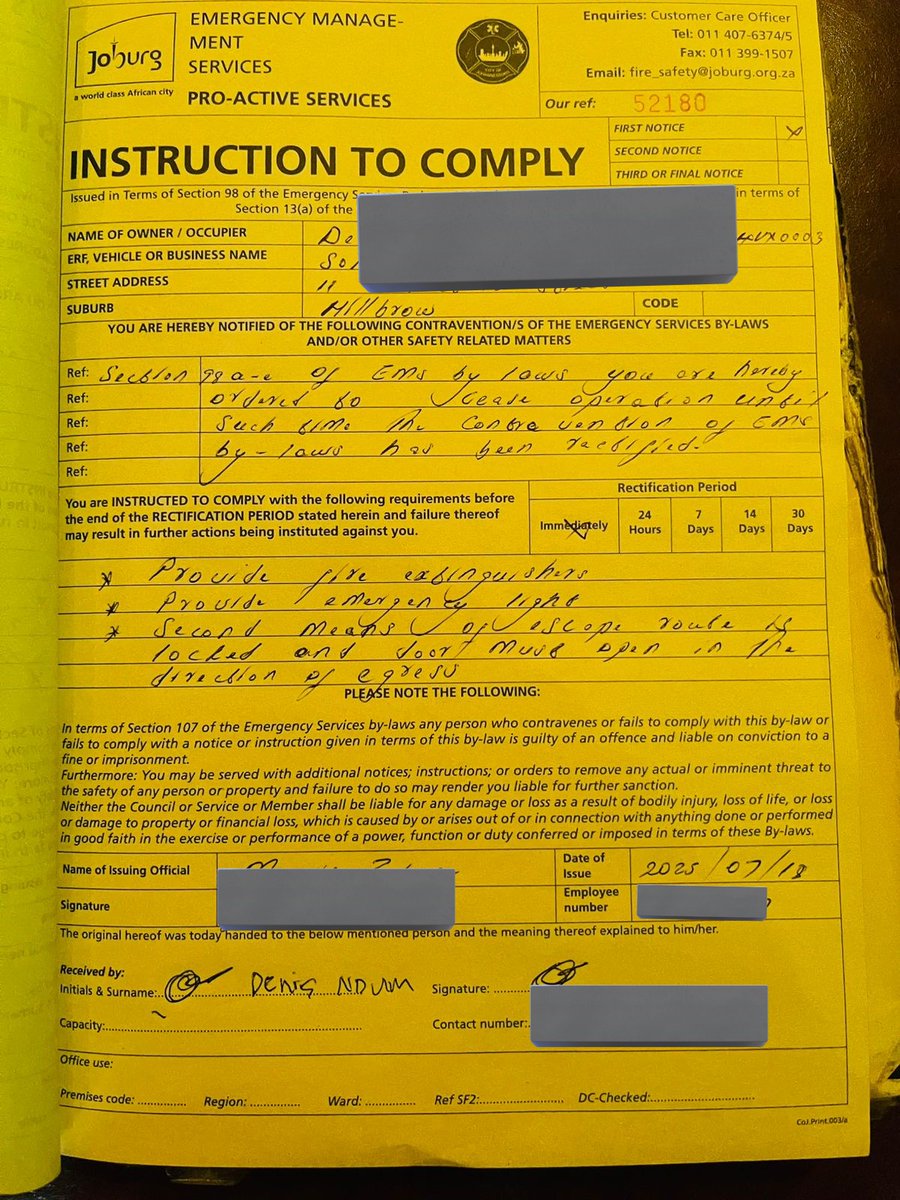 Joburg
a world class African city
EMERGENCY MANAGE-
MENT
SERVICES
PRO-ACTIVE SERVICES
Enquiries: Customer Care Officer
Tel: 011 407-6374/5
Fax: 011 399-1507
Email: fire_safety@joburg.org.za
Our ref: 52180
INSTRUCTION TO COMPLY
FIRST NOTICE X
SECOND NOTICE
THIRD OR FINAL NOTICE
Issued in Terms of Section 98 of the Emergency in terms of
Section 13(a) of the
NAME OF OWNER / OCCUPIER
ERF, VEHICLE OR BUSINESS NAME
STREET ADDRESS 11
SUBURB Hillbrow CODE
YOU ARE HEREBY NOTIFIED OF THE FOLLOWING CONTRAVENTION/S OF THE EMERGENCY SERVICES BY-LAWS
AND/OR OTHER SAFETY RELATED MATTERS
Ref: Section 98 a-e of EMS by laws you are hereby
Ref: ordered to cease operation until
Ref: Such time The Contravention of EMS
Ref: by-laws has been rectified.
Ref:
You are INSTRUCTED TO COMPLY with the following requirements before
the end of the RECTIFICATION PERIOD stated herein and failure thereof
may result in further actions being instituted against you.
Rectification Period
Immediately
24 Hours
7 Days
14 Days
30 Days
* Provide fire extinguishers
* Provide emergency light
* Second means of escape route is
locked and door must open in the
direction of egress
PLEASE NOTE THE FOLLOWING:
In terms of Section 107 of the Emergency Services by-laws any person who contravenes or fails to comply with this by-law or
fails to comply with a notice or instruction given in terms of this by-law is guilty of an offence and liable on conviction to a
fine or imprisonment.
Furthermore: You may be served with additional notices; instructions; or orders to remove any actual or imminent threat to
the safety of any person or property and failure to do so may render you liable for further sanction.
Neither the Council or Service or Member shall be liable for any damage or loss as a result of bodily injury, loss of life, or loss
or damage to property or financial loss, which is caused by or arises out of or in connection with anything done or performed
in good faith in the exercise or performance of a power, function or duty conferred or imposed in terms of these By-laws.
Name of Issuing Official
Date of Issue 2025/07/18
Signature
Employee number
The original hereof was today handed to the below mentioned person and the meaning thereof explained to him/her.
Received by:
Initials & Surname: DENIS NDUM Signature:
Capacity: Contact number:
Office use:
Premises code: Region: Ward: Ref SF2: DC-Checked:
CoJ.Print.003/a